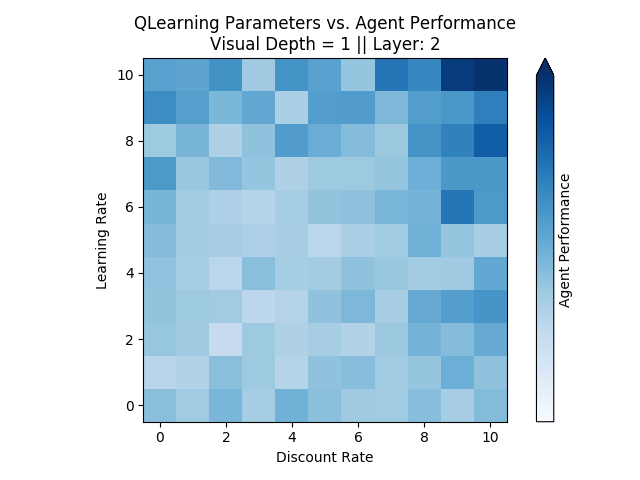 QLearning Parameters vs. Agent Performance
Visual Depth = 1 || Layer: 2
10
8
6
4
2
0
Learning Rate
0 2 4 6 8 10
Discount Rate
Agent Performance